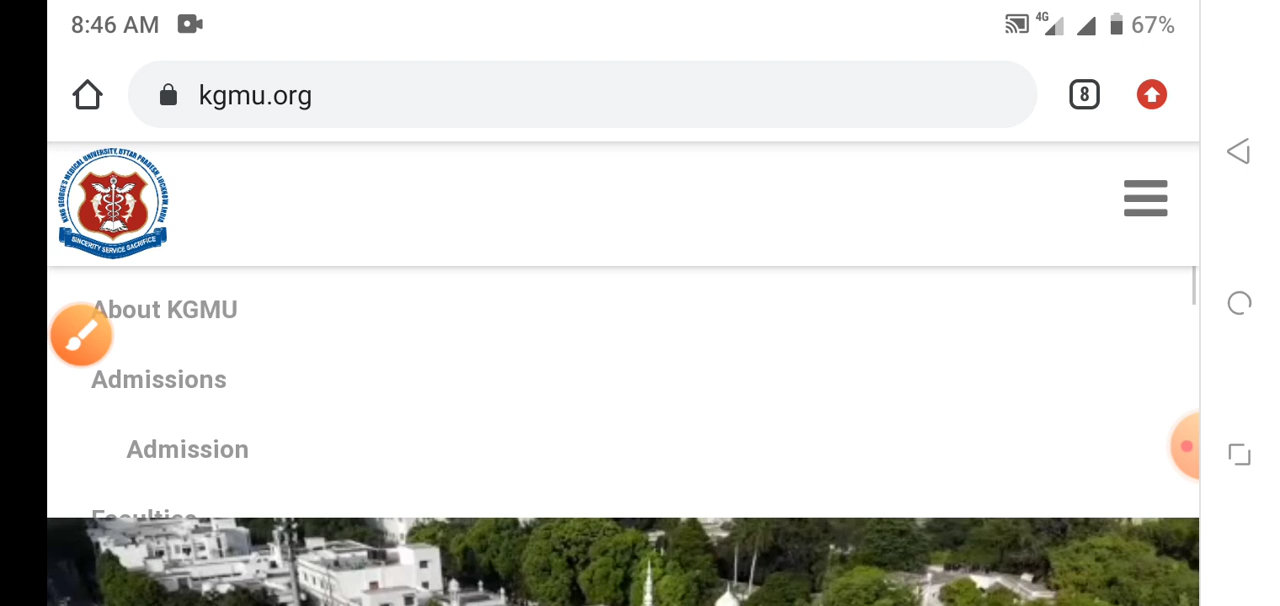 8:46 AM
4G
67%
kgmu.org
8
KING GEORGE'S MEDICAL UNIVERSITY, UTTAR PRADESH, LUCKNOW, INDIA
SINCERITY SERVICE SACRIFICE
About KGMU
Admissions
Admission
Faculties